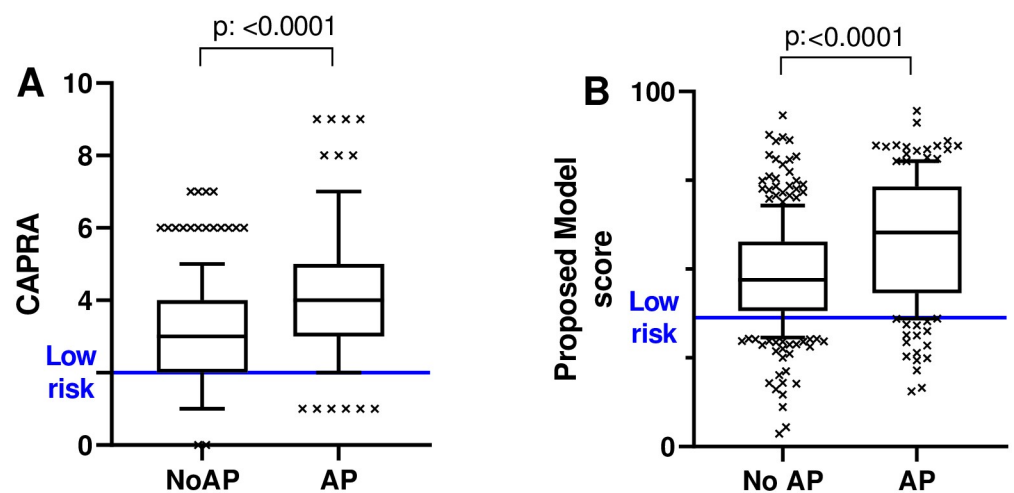 p: <0.0001
A
10
8
6
4
0
CAPRA
Low
risk
NoAP
AP
p:<0.0001
B
100
0
Proposed Model
score
Low
risk
No AP
AP